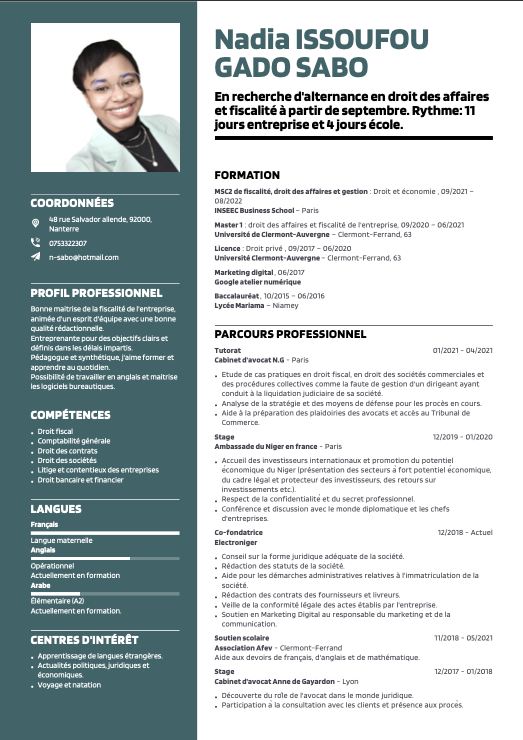 Nadia ISSOUFOU
GADO SABO
En recherche d'alternance en droit des affaires
et fiscalité à partir de septembre. Rythme: 11
jours entreprise et 4 jours école.
COORDONNÉES
48 rue Salvador allende, 92000,
Nanterre
0753322307
n-sabo@hotmail.com
PROFIL PROFESSIONNEL
Bonne maitrise de la fiscalité de l'entreprise,
animée d'un esprit d'équipe avec une bonne
qualité rédactionnelle.
Entreprenante pour des objectifs clairs et
définis dans les délais impartis.
Pédagogue et synthétique, j'aime former et
apprendre au quotidien.
Possibilité de travailler en anglais et maitrise
les logiciels bureautiques.
COMPÉTENCES
Droit fiscal
Comptabilité générale
Droit des contrats
Droit des sociétés
Litige et contentieux des entreprises
Droit bancaire et financier
LANGUES
Français
Langue maternelle
Anglais
Opérationnel
Actuellement en formation
Arabe
Élémentaire (A2)
Actuellement en formation.
CENTRES D'INTÉRÊT
Apprentissage de langues étrangères.
Actualités politiques, juridiques et
économiques.
Voyage et natation
FORMATION
MSC2 de fiscalité, droit des affaires et gestion : Droit et économie , 09/2021 –
08/2022
INSEEC Business School – Paris
Master 1 : droit des affaires et fiscalité de l'entreprise, 09/2020 – 06/2021
Université de Clermont-Auvergne – Clermont-Ferrand, 63
Licence : Droit privé , 09/2017 – 06/2020
Université Clermont-Auvergne – Clermont-Ferrand, 63
Marketing digital , 06/2017
Google atelier numérique
Baccalauréat , 10/2015 – 06/2016
Lycée Mariama – Niamey
PARCOURS PROFESSIONNEL
Tutorat 01/2021 - 04/2021
Cabinet d'avocat N.G - Paris
Etude de cas pratiques en droit fiscal, en droit des sociétés commerciales et
des procédures collectives comme la faute de gestion d'un dirigeant ayant
conduit à la liquidation judiciaire de sa société.
Analyse de la stratégie et des moyens de défense pour les procès en cours.
Aide à la préparation des plaidoiries des avocats et accès au Tribunal de
Commerce.
Stage 12/2019 - 01/2020
Ambassade du Niger en france - Paris
Accueil des investisseurs internationaux et promotion du potentiel
économique du Niger (présentation des secteurs à fort potentiel économique,
du cadre légal et protecteur des investisseurs, des retours sur
investissements etc.).
Respect de la confidentialité et du secret professionnel.
Conférence et discussion avec le monde diplomatique et les chefs
d'entreprises.
Co-fondatrice 12/2018 - Actuel
Electroniger
Conseil sur la forme juridique adéquate de la société.
Rédaction des statuts de la société.
Aide pour les démarches administratives relatives à l'immatriculation de la
société.
Rédaction des contrats des fournisseurs et livreurs.
Veille de la conformité légale des actes établis par l'entreprise.
Soutien en Marketing Digital au responsable du marketing et de la
communication.
Soutien scolaire 11/2018 - 05/2021
Association Afev - Clermont-Ferrand
Aide aux devoirs de français, d'anglais et de mathématique.
Stage 12/2017 - 01/2018
Cabinet d'avocat Anne de Gayardon - Lyon
Découverte du rôle de l'avocat dans le monde juridique.
Participation à la consultation avec les clients et présence aux procès.